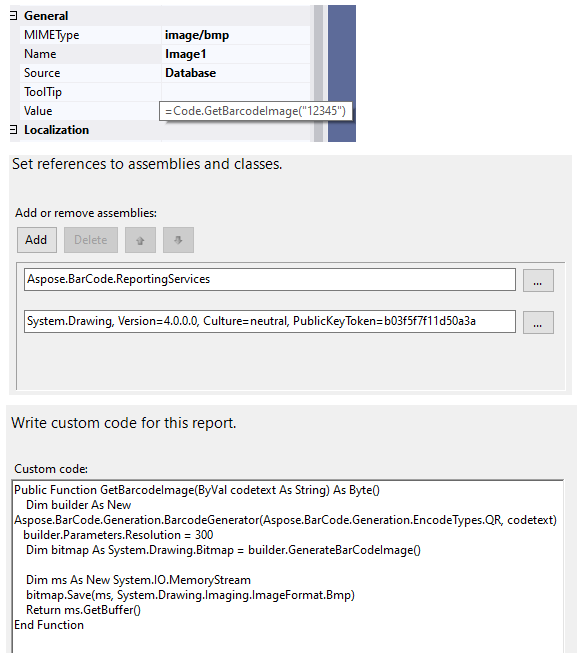 General
MIMEType image/bmp
Name Image1
Source Database
ToolTip
Value =Code.GetBarcodeImage("12345")
Localization
Set references to assemblies and classes.
Add or remove assemblies:
Add Delete
Aspose.BarCode.ReportingServices ...
System.Drawing, Version=4.0.0.0, Culture=neutral, PublicKeyToken=b03f5f7f11d50a3a ...
Write custom code for this report.
Custom code:
Public Function GetBarcodeImage(ByVal codetext As String) As Byte()
Dim builder As New
Aspose.BarCode.Generation.BarcodeGenerator(Aspose.BarCode.Generation.EncodeTypes.QR, codetext)
builder.Parameters.Resolution = 300
Dim bitmap As System.Drawing.Bitmap = builder.GenerateBarCodeImage()
Dim ms As New System.IO.MemoryStream
bitmap.Save(ms, System.Drawing.Imaging.ImageFormat.Bmp)
Return ms.GetBuffer()
End Function